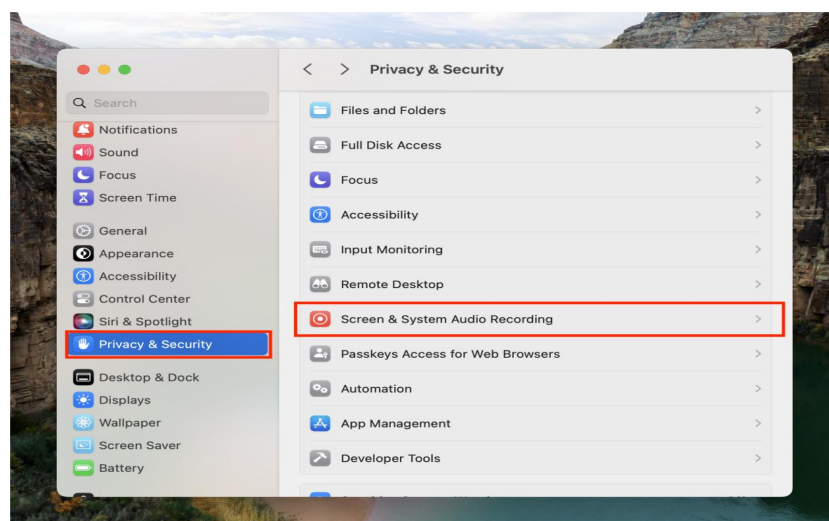 Privacy & Security
Search
Notifications
Sound
Focus
Screen Time
General
Appearance
Accessibility
Control Center
Siri & Spotlight
Privacy & Security
Desktop & Dock
Displays
Wallpaper
Screen Saver
Battery
Files and Folders
Full Disk Access
Focus
Accessibility
Input Monitoring
Remote Desktop
Screen & System Audio Recording
Passkeys Access for Web Browsers
Automation
App Management
Developer Tools